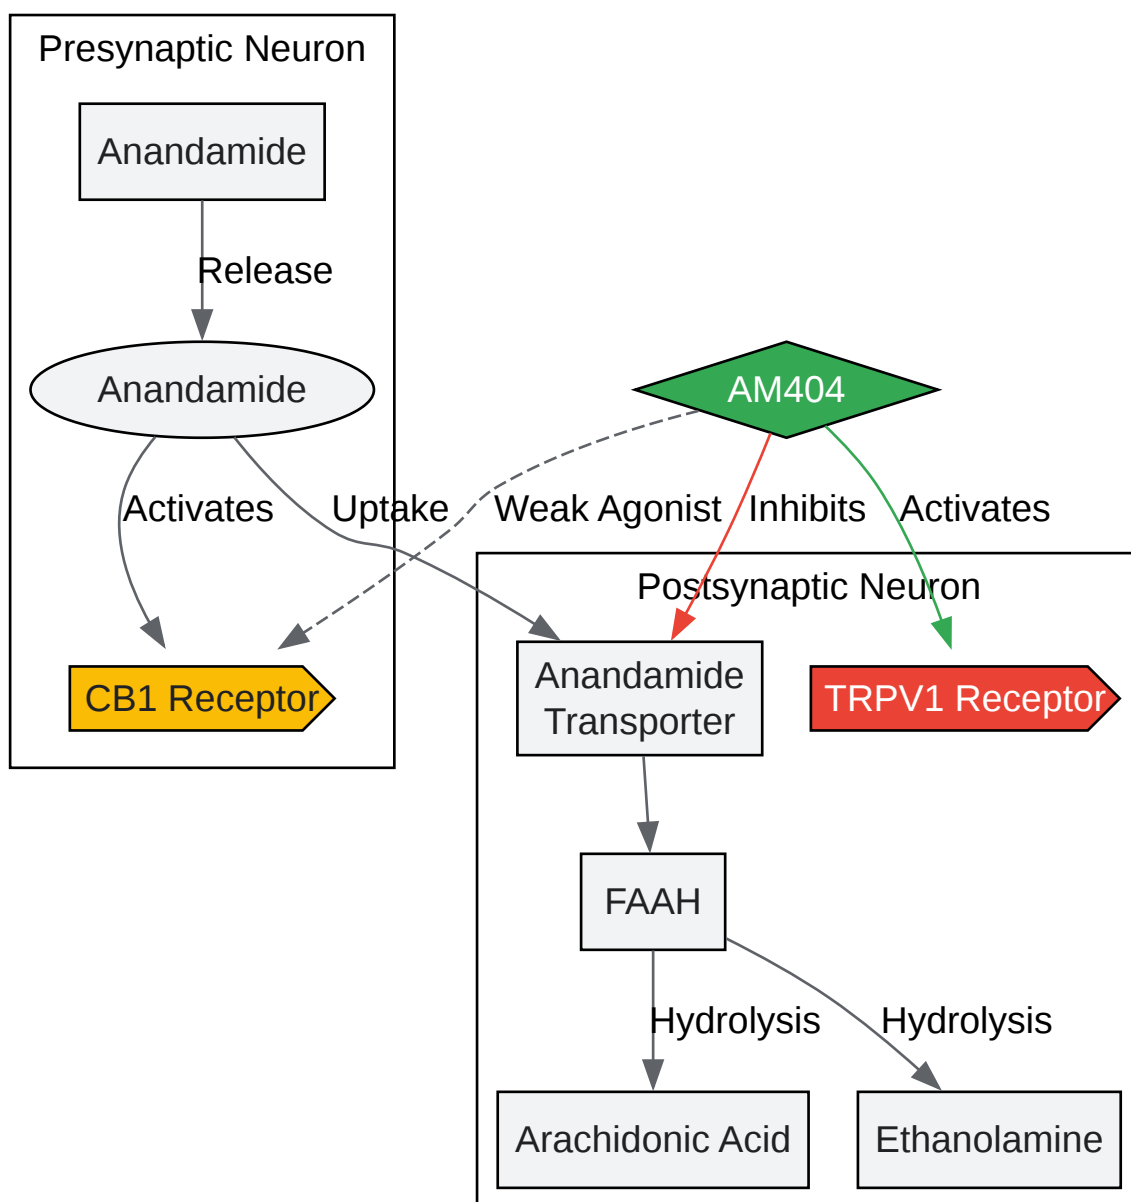 Presynaptic Neuron
Anandamide
Release
Anandamide
AM404
Activates
Uptake
Weak Agonist
Inhibits
Activates
Postsynaptic Neuron
CB1 Receptor
Anandamide
Transporter
TRPV1 Receptor
FAAH
Hydrolysis
Hydrolysis
Arachidonic Acid
Ethanolamine